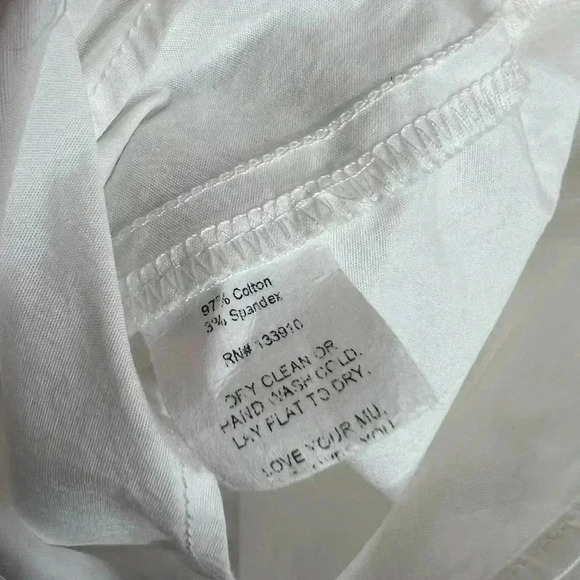 97% Cotton
3% Spandex
RN# 133910
DRY CLEAN OR
HAND WASH COLD.
LAY FLAT TO DRY.
LOVE YOUR MU,
YOU